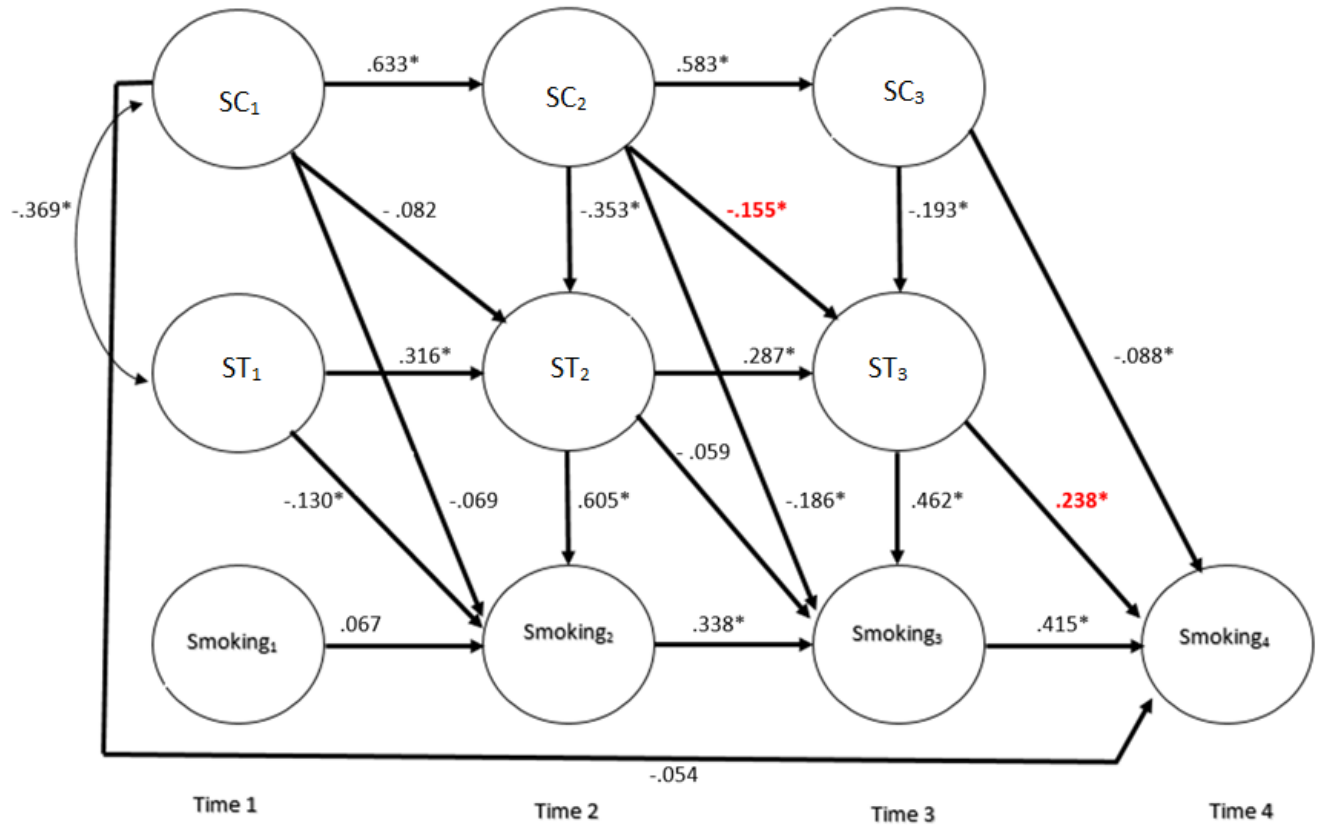 .633*
.583*
SC₁
SC₂
SC₃
-.369*
- .082
-.353*
-.155*
-.193*
-.088*
.316*
.287*
ST₁
ST₂
ST₃
- .059
-.130*
-.069
.605*
-.186*
.462*
.238*
.067
.338*
.415*
Smoking₁
Smoking₂
Smoking₃
Smoking₄
-.054
Time 1
Time 2
Time 3
Time 4